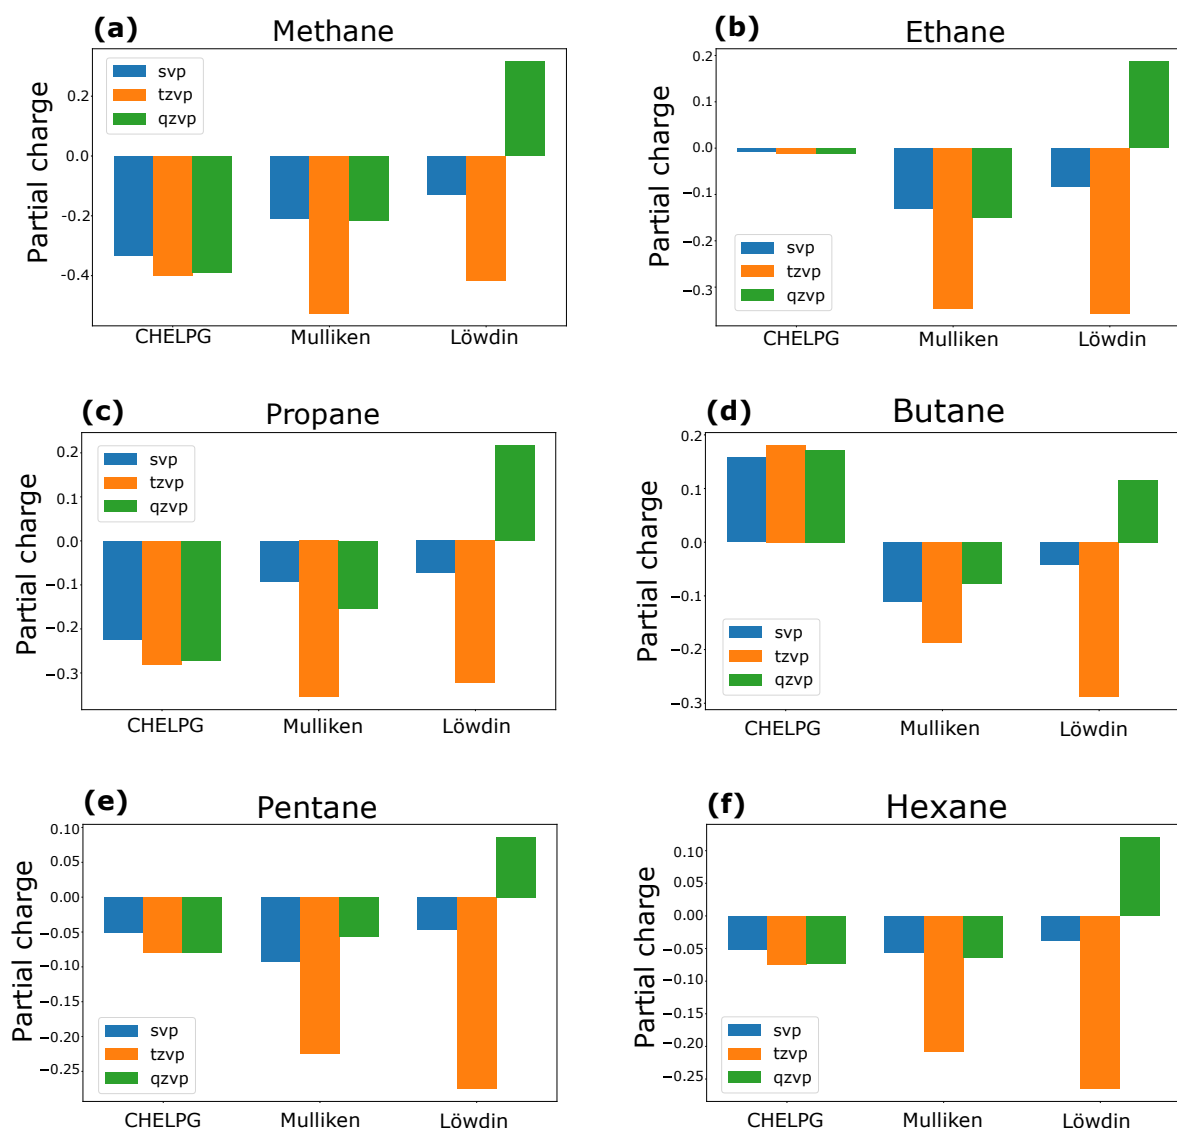 (a) Methane
Partial charge
0.2
0.0
-0.2
-0.4
svp
tzvp
qzvp
CHELPG Mulliken Löwdin
(b) Ethane
Partial charge
0.2
0.1
0.0
−0.1
−0.2
−0.3
svp
tzvp
qzvp
CHELPG Mulliken Löwdin
(c) Propane
Partial charge
0.2
0.1
0.0
−0.1
−0.2
−0.3
svp
tzvp
qzvp
CHELPG Mulliken Löwdin
(d) Butane
Partial charge
0.2
0.1
0.0
−0.1
−0.2
−0.3
svp
tzvp
qzvp
CHELPG Mulliken Löwdin
(e) Pentane
Partial charge
0.10
0.05
0.00
−0.05
−0.10
−0.15
−0.20
−0.25
svp
tzvp
qzvp
CHELPG Mulliken Löwdin
(f) Hexane
Partial charge
0.10
0.05
0.00
−0.05
−0.10
−0.15
−0.20
−0.25
svp
tzvp
qzvp
CHELPG Mulliken Löwdin